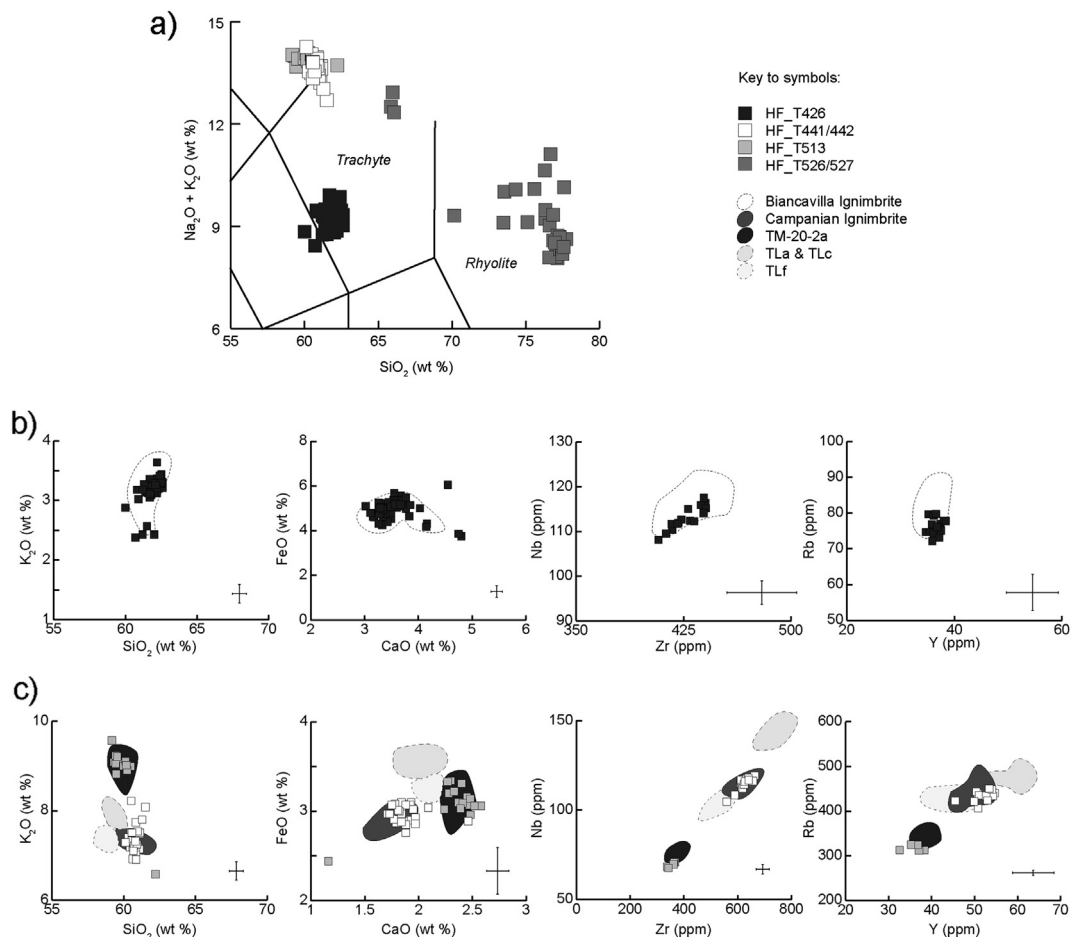 a)
15
12
9
6
Na₂O + K₂O (wt %)
Trachyte
Rhyolite
55
60
65
70
75
80
SiO₂ (wt %)
Key to symbols:
HF_T426
HF_T441/442
HF_T513
HF_T526/527
Biancavilla Ignimbrite
Campanian Ignimbrite
TM-20-2a
TLa & TLc
TLf
b)
4
3
2
1
K₂O (wt %)
55
60
65
70
SiO₂ (wt %)
8
6
4
2
0
FeO (wt %)
2
3
4
5
6
CaO (wt %)
130
120
110
100
90
Nb (ppm)
350
425
500
Zr (ppm)
100
90
80
70
60
50
Rb (ppm)
20
40
60
Y (ppm)
c)
10
9
8
7
6
K₂O (wt %)
55
60
65
70
SiO₂ (wt %)
4
3
2
FeO (wt %)
1
1.5
2
2.5
3
CaO (wt %)
150
100
50
Nb (ppm)
0
200
400
600
800
Zr (ppm)
600
500
400
300
200
Rb (ppm)
20
30
40
50
60
70
Y (ppm)